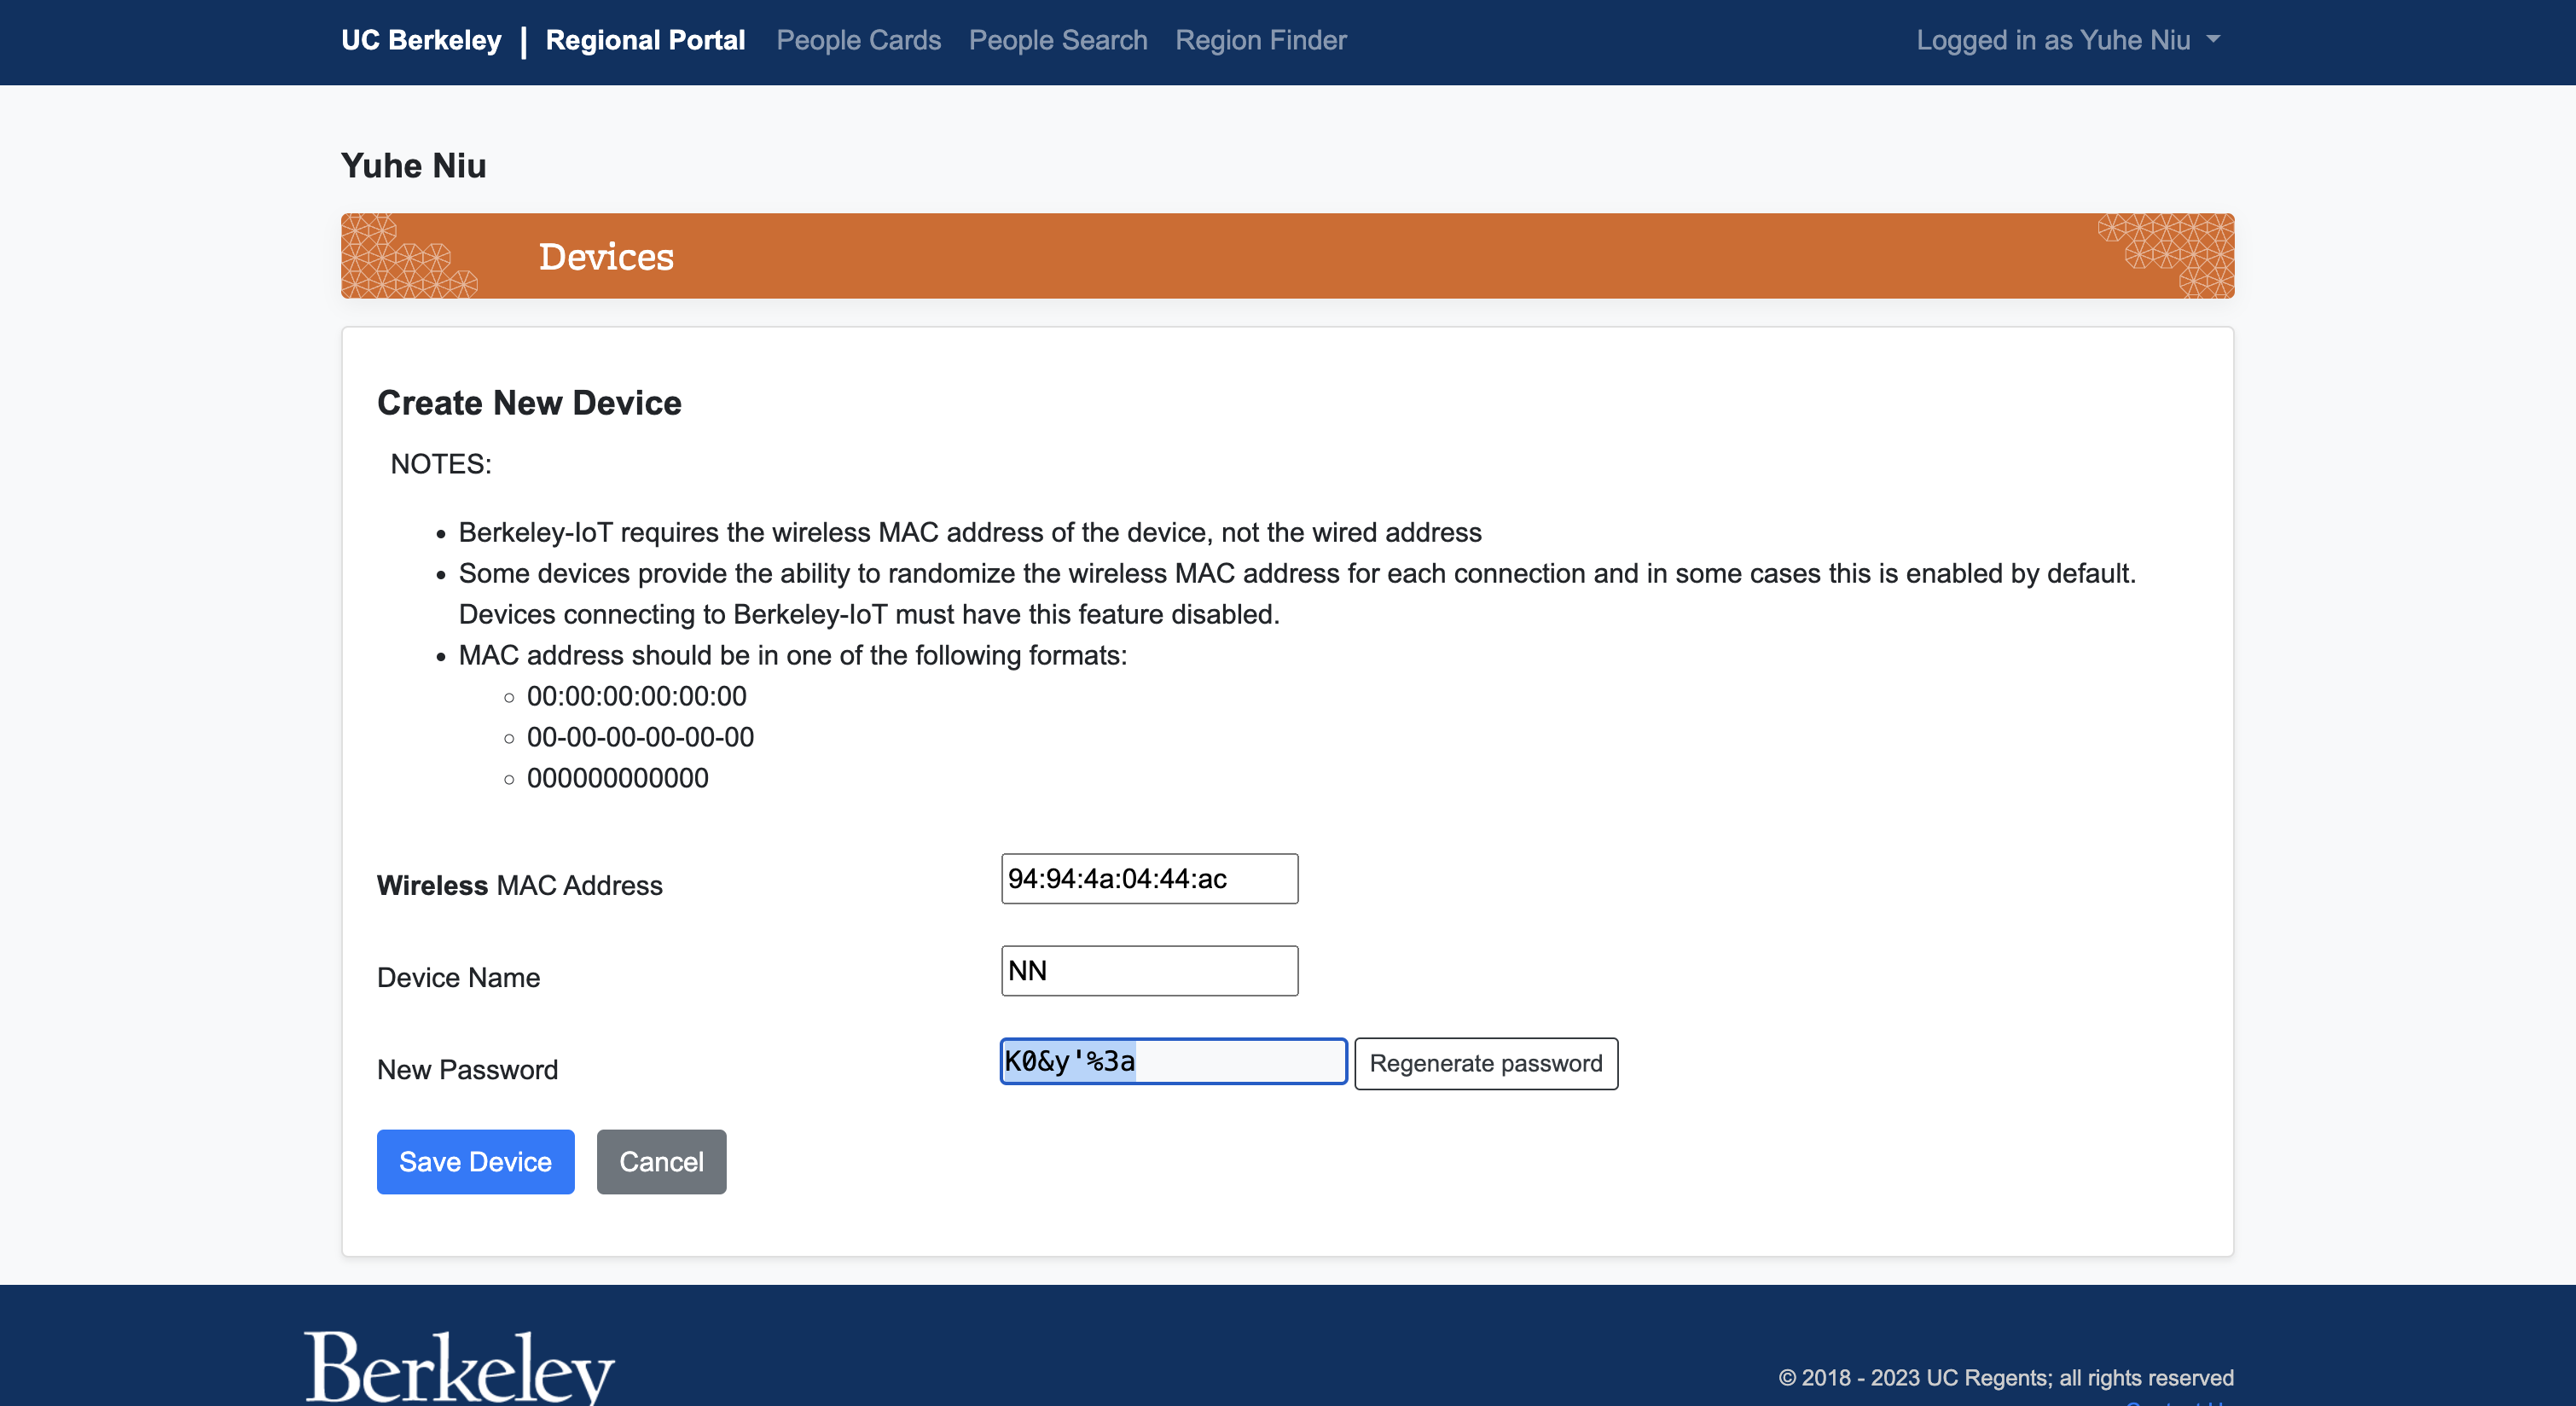 UC Berkeley | Regional Portal People Cards People Search Region Finder Logged in as Yuhe Niu
Yuhe Niu
Devices
Create New Device
NOTES:
Berkeley-IoT requires the wireless MAC address of the device, not the wired address
Some devices provide the ability to randomize the wireless MAC address for each connection and in some cases this is enabled by default.
Devices connecting to Berkeley-IoT must have this feature disabled.
MAC address should be in one of the following formats:
00:00:00:00:00:00
00-00-00-00-00-00
000000000000
Wireless MAC Address 94:94:4a:04:44:ac
Device Name NN
New Password K0&y'%3a Regenerate password
Save Device Cancel
Berkeley
© 2018 - 2023 UC Regents; all rights reserved